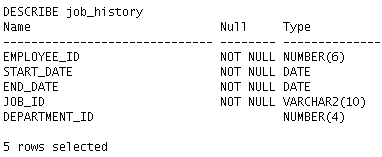 DESCRIBE job_history
Name                           Null     Type
------------------------------ -------- --------------
EMPLOYEE_ID                    NOT NULL NUMBER(6)
START_DATE                     NOT NULL DATE
END_DATE                       NOT NULL DATE
JOB_ID                         NOT NULL VARCHAR2(10)
DEPARTMENT_ID                           NUMBER(4)
5 rows selected